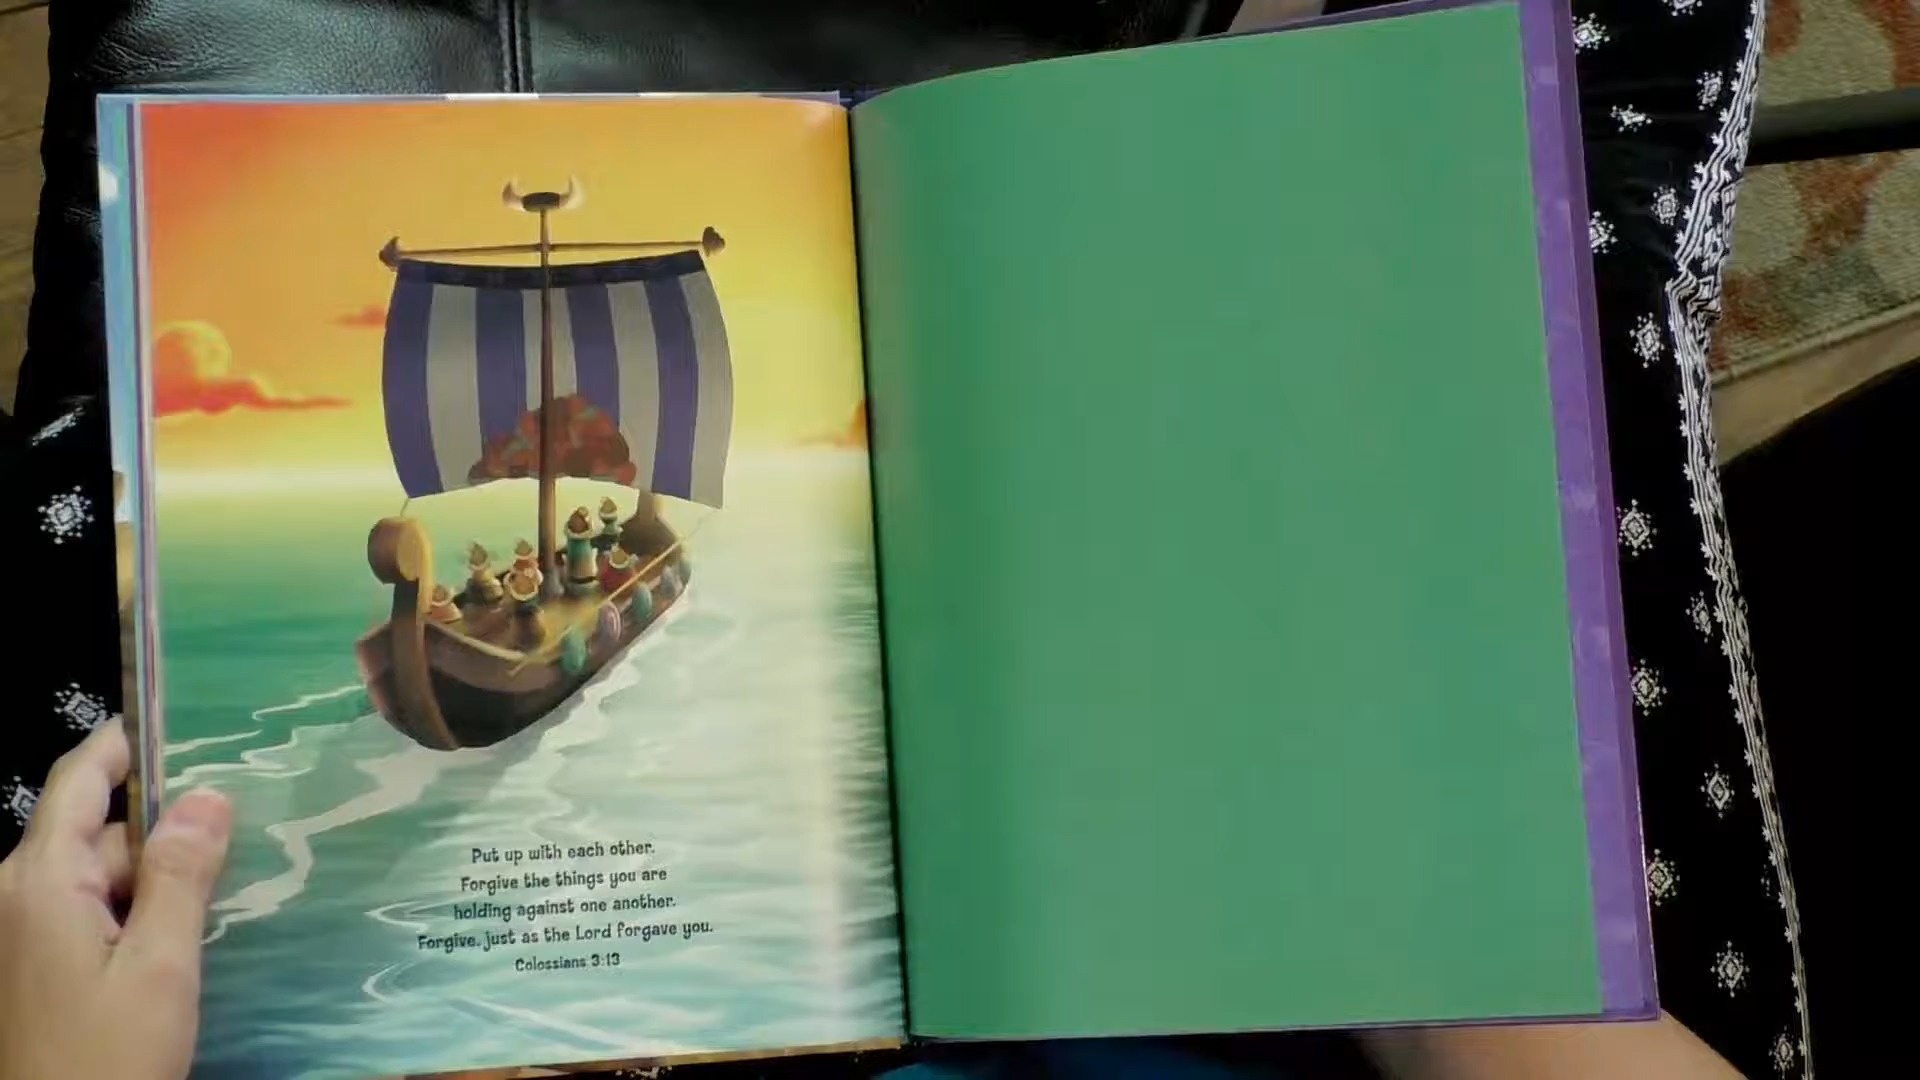 Put up with each other.
Forgive the things you are
holding against one another.
Forgive, just as the Lord forgave you.
Colossians 3:13